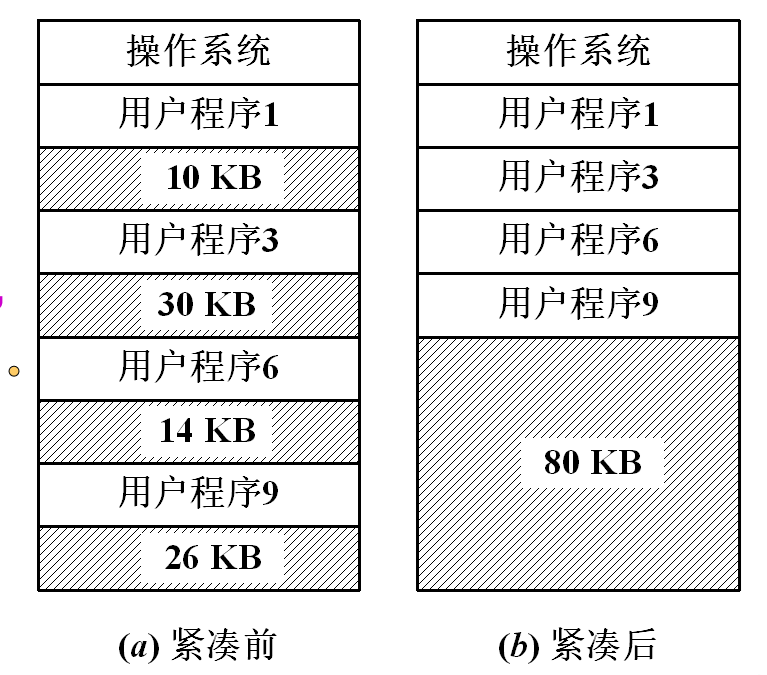 操作系统
用户程序1
10 KB
用户程序3
30 KB
用户程序6
14 KB
用户程序9
26 KB
(a) 紧凑前
操作系统
用户程序1
用户程序3
用户程序6
用户程序9
80 KB
(b) 紧凑后